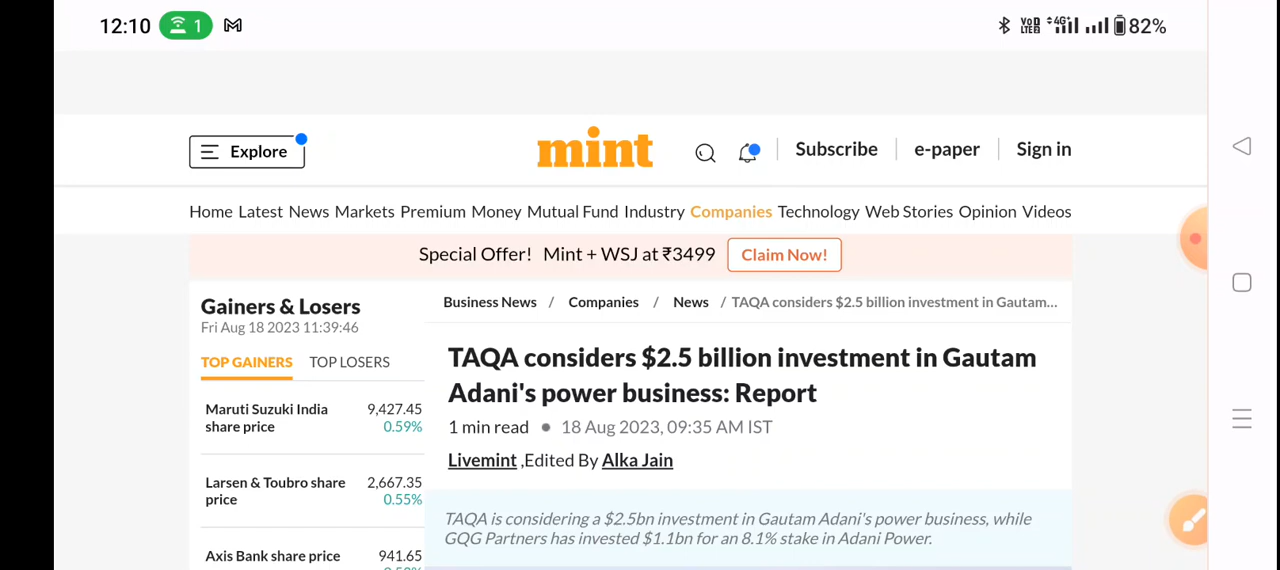 12:10 1 82%
mint
Explore Subscribe e-paper Sign in
Home Latest News Markets Premium Money Mutual Fund Industry Companies Technology Web Stories Opinion Videos
Special Offer! Mint + WSJ at ₹3499 Claim Now!
Gainers & Losers
Fri Aug 18 2023 11:39:46
TOP GAINERS TOP LOSERS
Maruti Suzuki India 9,427.45
share price 0.59%
Larsen & Toubro share 2,667.35
price 0.55%
Axis Bank share price 941.65
Business News / Companies / News / TAQA considers $2.5 billion investment in Gautam...
TAQA considers $2.5 billion investment in Gautam
Adani's power business: Report
1 min read • 18 Aug 2023, 09:35 AM IST
Livemint ,Edited By Alka Jain
TAQA is considering a $2.5bn investment in Gautam Adani's power business, while
GQG Partners has invested $1.1bn for an 8.1% stake in Adani Power.